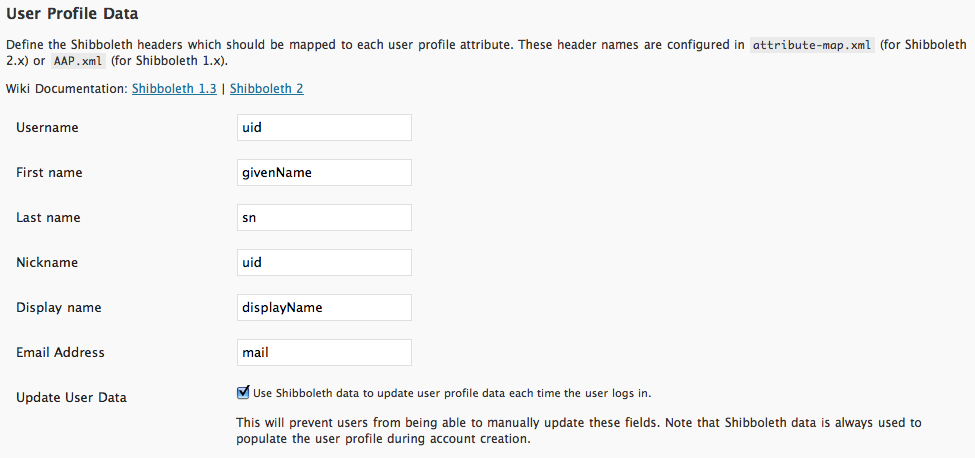 User Profile Data
Define the Shibboleth headers which should be mapped to each user profile attribute. These header names are configured in attribute-map.xml (for Shibboleth
2.x) or AAP.xml (for Shibboleth 1.x).
Wiki Documentation: Shibboleth 1.3 | Shibboleth 2
Username uid
First name givenName
Last name sn
Nickname uid
Display name displayName
Email Address mail
Update User Data Use Shibboleth data to update user profile data each time the user logs in.
This will prevent users from being able to manually update these fields. Note that Shibboleth data is always used to
populate the user profile during account creation.